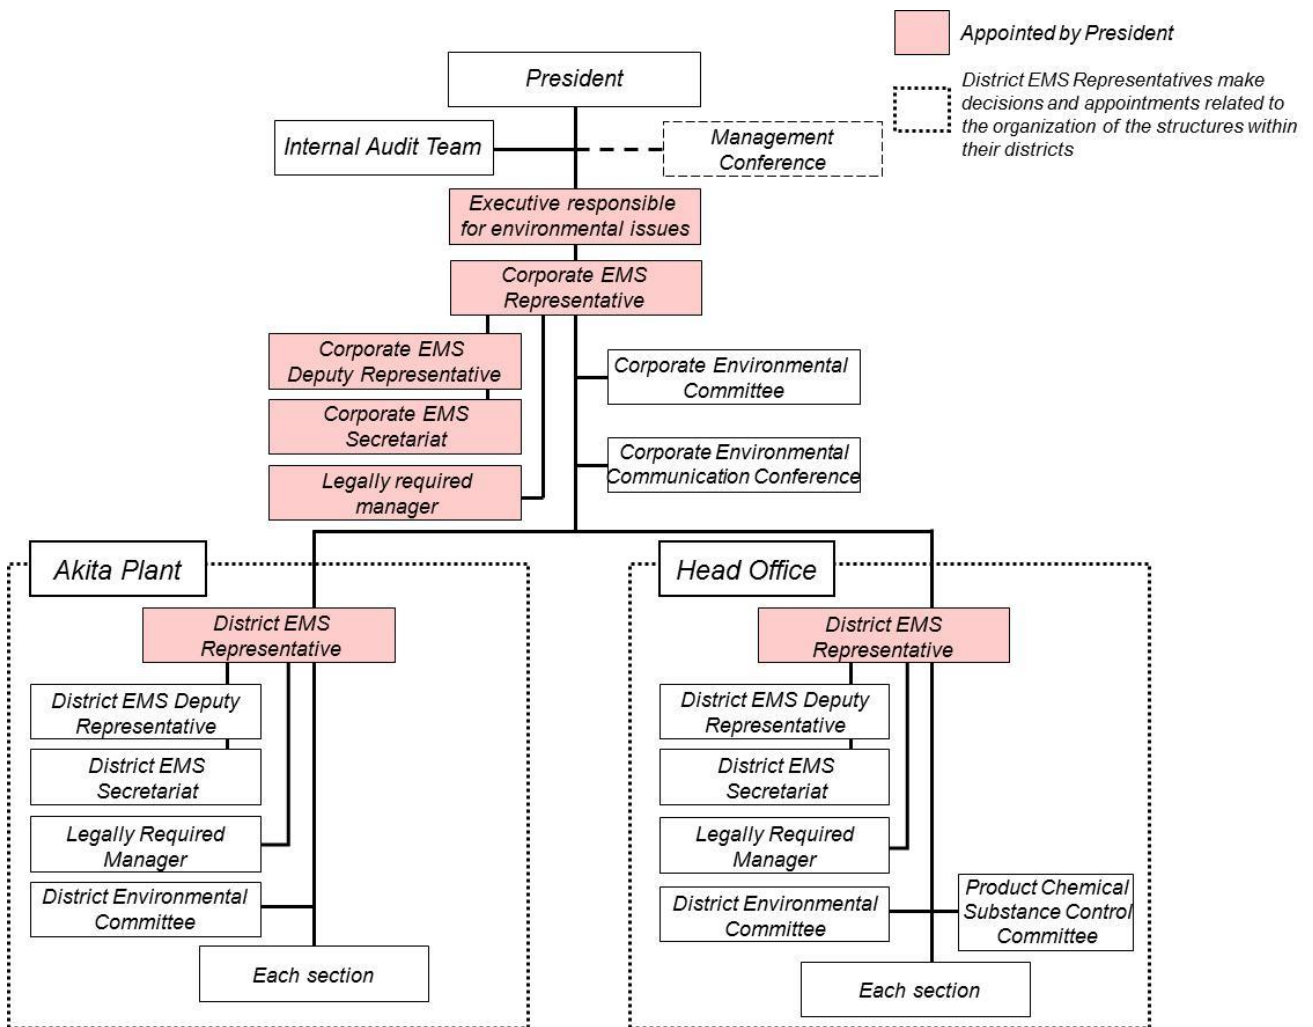 Appointed by President
District EMS Representatives make
decisions and appointments related to
the organization of the structures within
their districts
President
Internal Audit Team
Management
Conference
Executive responsible
for environmental issues
Corporate EMS
Representative
Corporate EMS
Deputy Representative
Corporate EMS
Secretariat
Legally required
manager
Corporate Environmental
Committee
Corporate Environmental
Communication Conference
Akita Plant
District EMS
Representative
District EMS Deputy
Representative
District EMS
Secretariat
Legally Required
Manager
District Environmental
Committee
Each section
Head Office
District EMS
Representative
District EMS Deputy
Representative
District EMS
Secretariat
Legally Required
Manager
District Environmental
Committee
Product Chemical
Substance Control
Committee
Each section